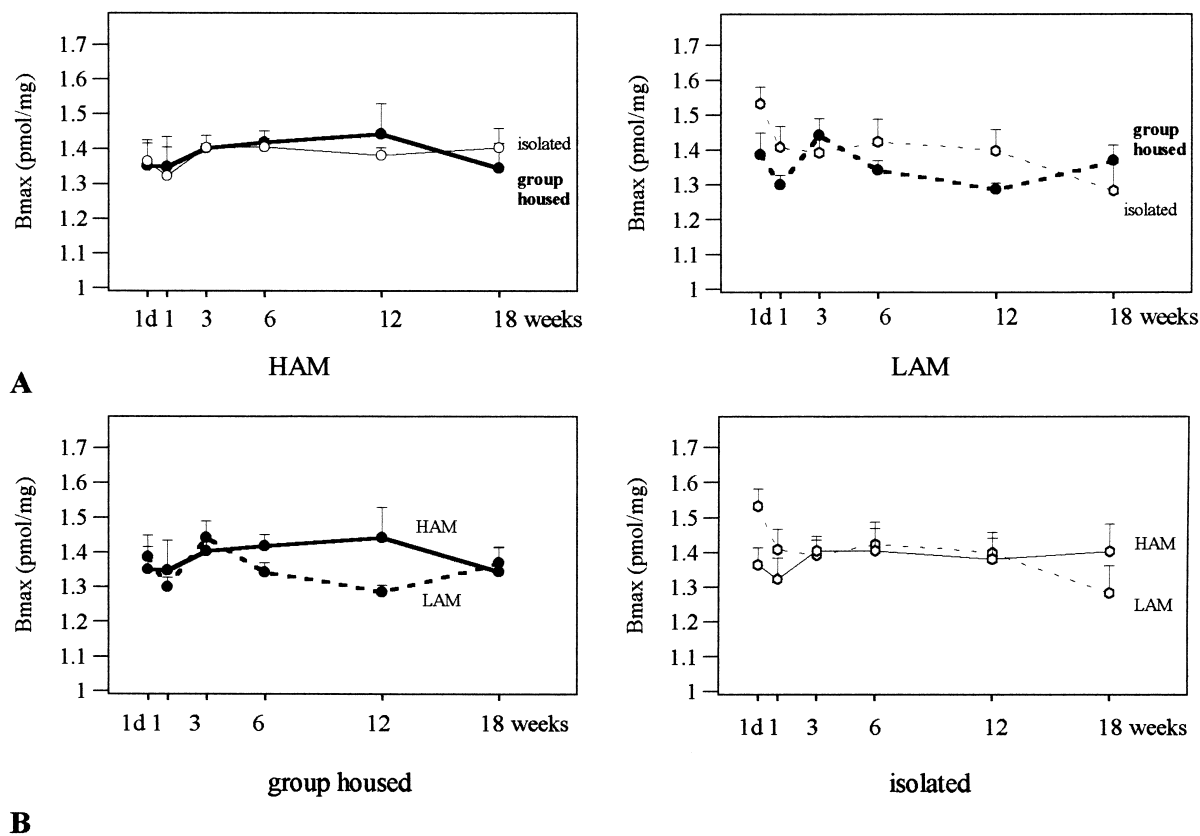 1.7
1.6
1.5
1.4
1.3
1.2
1.1
1
Bmax (pmol/mg)
isolated
group
housed
1d 1 3 6 12 18 weeks
HAM
1.7
1.6
1.5
1.4
1.3
1.2
1.1
1
Bmax (pmol/mg)
group
housed
isolated
1d 1 3 6 12 18 weeks
LAM
A
1.7
1.6
1.5
1.4
1.3
1.2
1.1
1
Bmax (pmol/mg)
HAM
LAM
1d 1 3 6 12 18 weeks
group housed
1.7
1.6
1.5
1.4
1.3
1.2
1.1
1
Bmax (pmol/mg)
HAM
LAM
1d 1 3 6 12 18 weeks
isolated
B